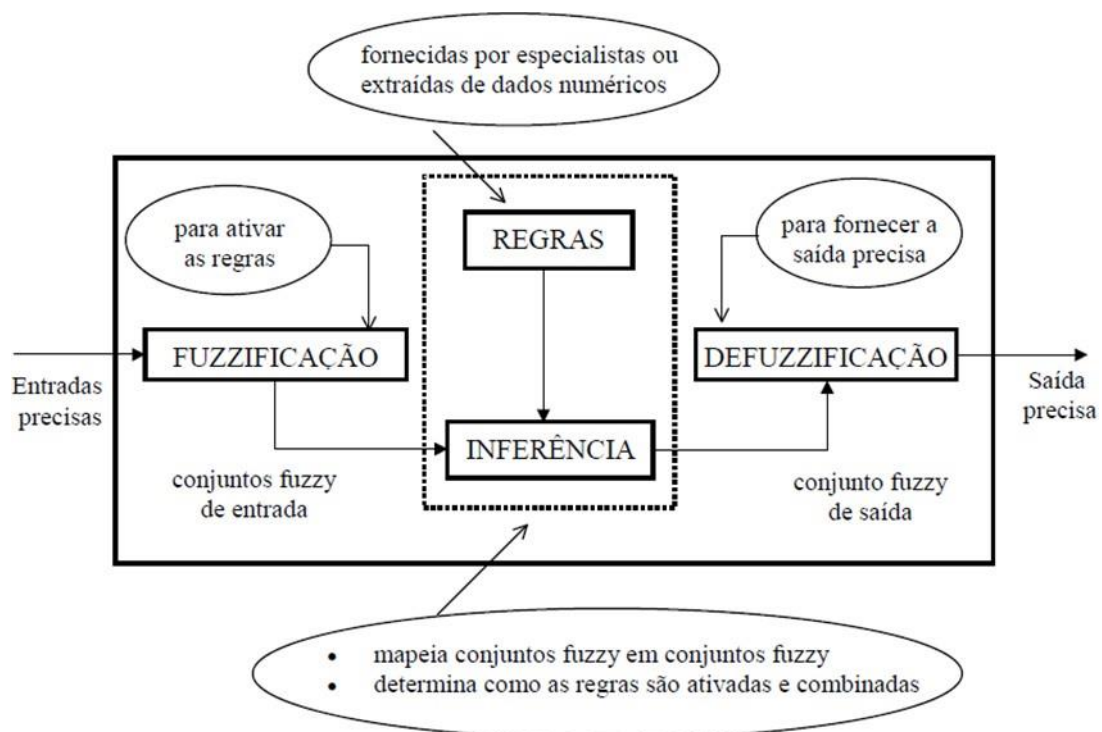 fornecidas por especialistas ou
extraídas de dados numéricos
para ativar
as regras
REGRAS
para fornecer a
saída precisa
FUZZIFICAÇÃO
DEFUZZIFICAÇÃO
Entradas
precisas
Saída
precisa
INFERÊNCIA
conjuntos fuzzy
de entrada
conjunto fuzzy
de saída
• mapeia conjuntos fuzzy em conjuntos fuzzy
• determina como as regras são ativadas e combinadas